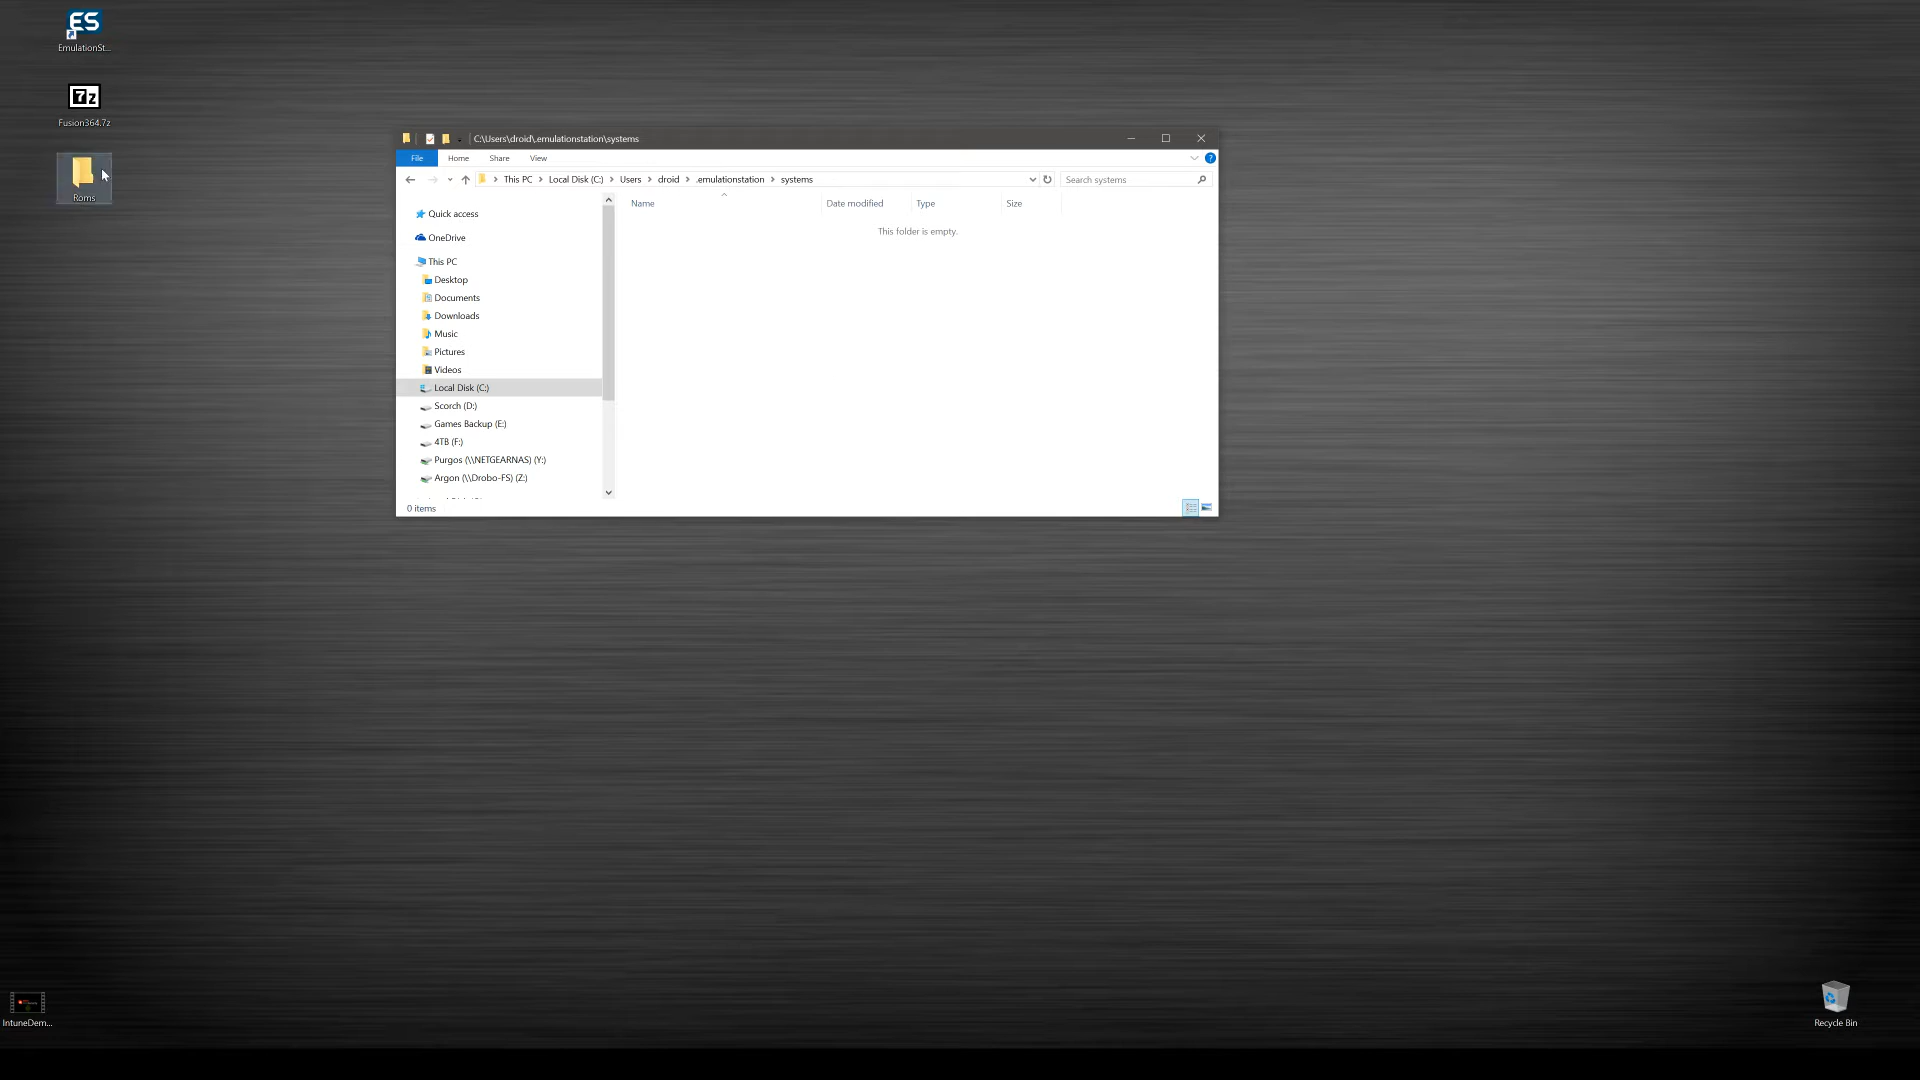 ES
EmulationSt...
7z
Fusion364.7z
Roms
C:\Users\droid\.emulationstation\systems
File Home Share View
This PC Local Disk (C:) Users droid .emulationstation systems
Search systems
Name Date modified Type Size
This folder is empty.
Quick access
OneDrive
This PC
Desktop
Documents
Downloads
Music
Pictures
Videos
Local Disk (C:)
Scorch (D:)
Games Backup (E:)
4TB (F:)
Purgos (\\NETGEARNAS) (Y:)
Argon (\\Drobo-FS) (Z:)
0 items
IntuneDem...
Recycle Bin